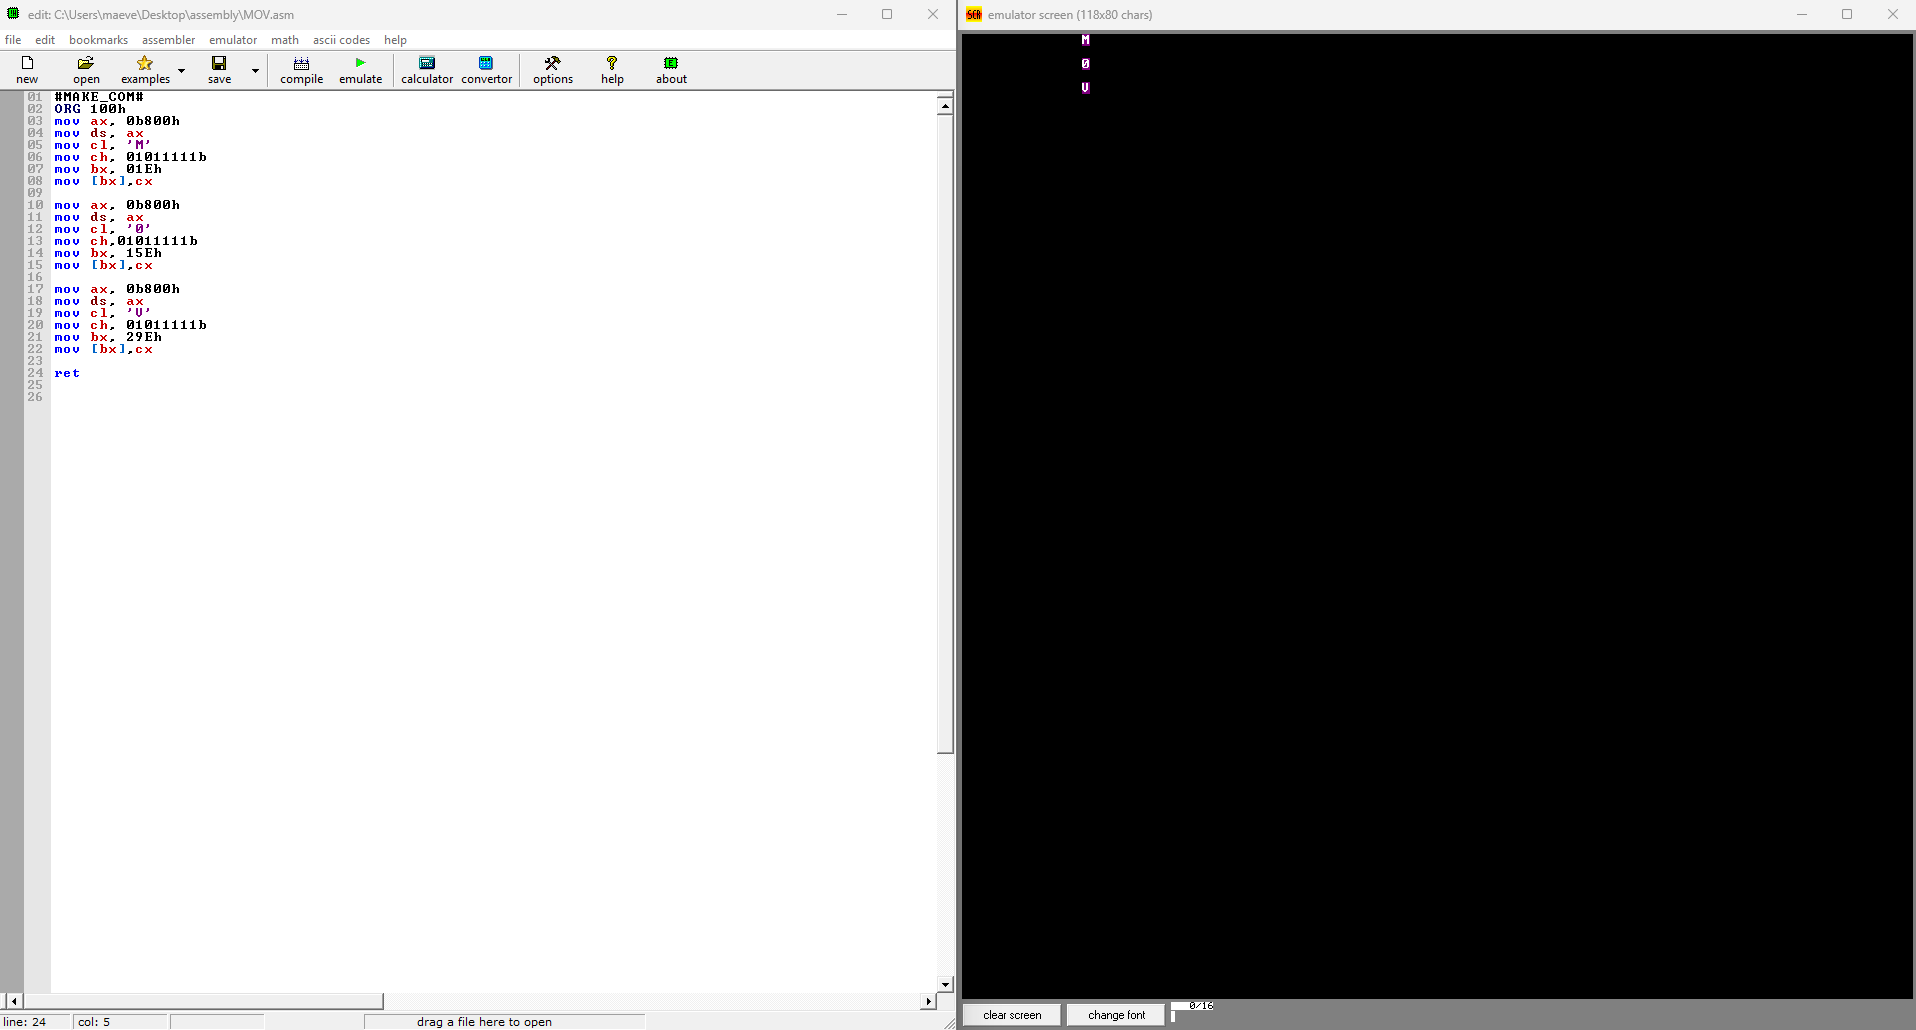 edit: C:\Users\maeve\Desktop\assembly\MOV.asm
file edit bookmarks assembler emulator math ascii codes help
new open examples save compile emulate calculator convertor options help about
01 #MAKE_COM#
02 ORG 100h
03 mov ax, 0b800h
04 mov ds, ax
05 mov cl, 'M'
06 mov ch, 01011111b
07 mov bx, 01Eh
08 mov [bx],cx
09
10 mov ax, 0b800h
11 mov ds, ax
12 mov cl, '0'
13 mov ch,01011111b
14 mov bx, 15Eh
15 mov [bx],cx
16
17 mov ax, 0b800h
18 mov ds, ax
19 mov cl, 'V'
20 mov ch, 01011111b
21 mov bx, 29Eh
22 mov [bx],cx
23
24 ret
25
26
line: 24 col: 5 drag a file here to open
SCR emulator screen (118x80 chars)
M
0
V
clear screen change font 0/16